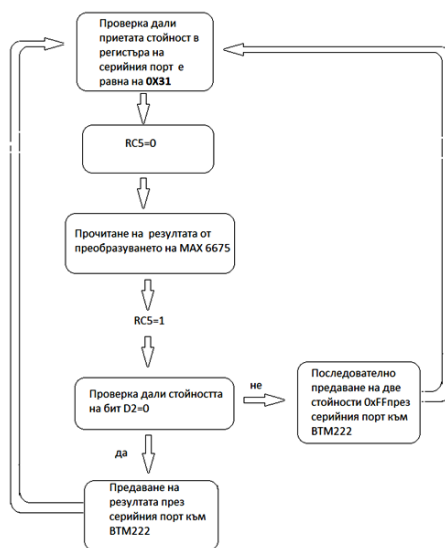 Проверка дали
приетата стойност в
регистъра на
серийния порт е
равна на 0X31
RC5=0
Прочитане на резултата от
преобразуването на MAX 6675
RC5=1
Проверка дали стойността
на бит D2=0
не
Последователно
предаване на две
стойности 0xFFпрез
серийния порт към
BTM222
да
Предаване на
резултата през
серийния порт към
BTM222